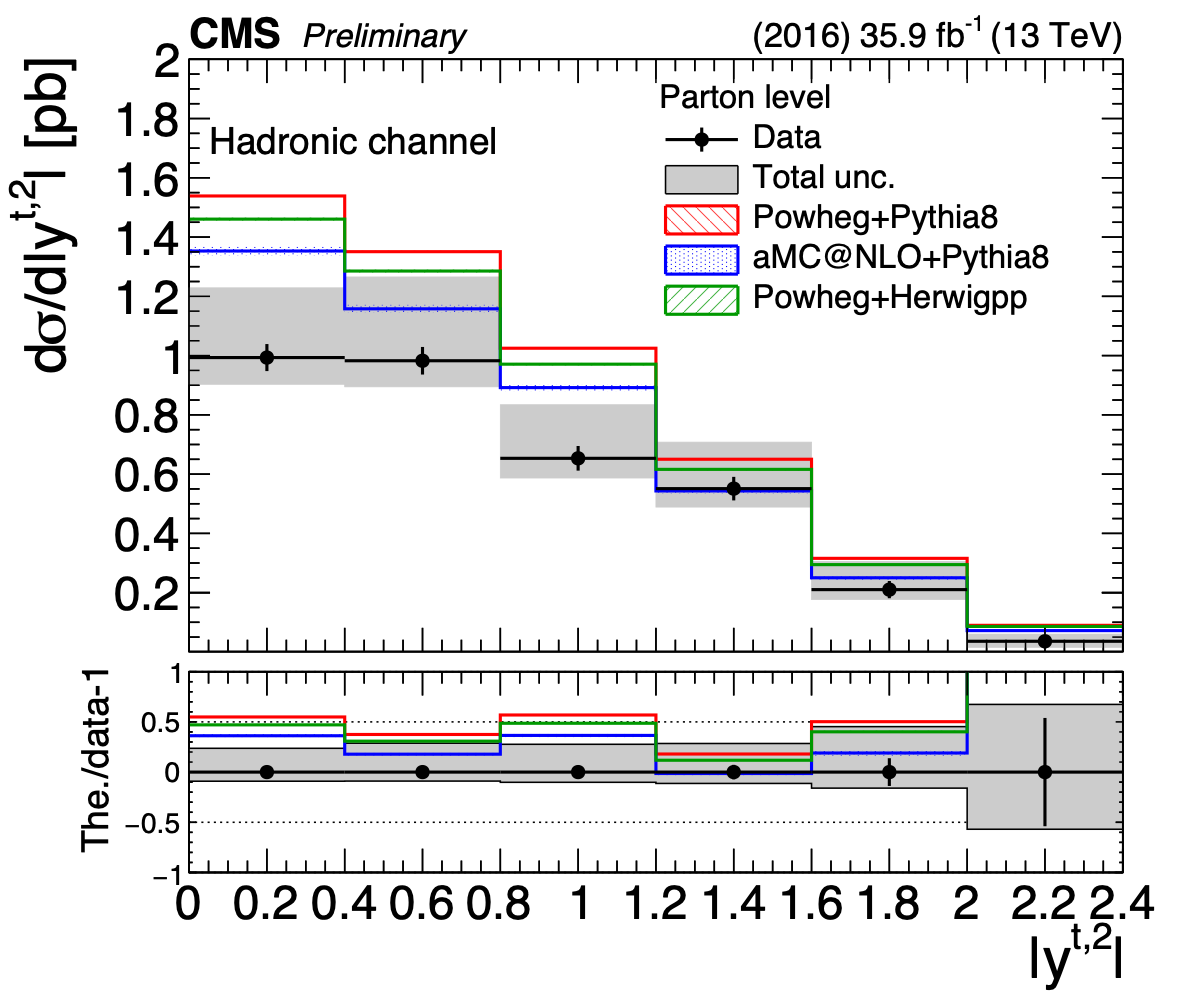 CMS Preliminary (2016) 35.9 fb⁻¹ (13 TeV)
dσ/d|yᵗ,²| [pb]
2
1.8
1.6
1.4
1.2
1
0.8
0.6
0.4
0.2
Hadronic channel
Parton level
Data
Total unc.
Powheg+Pythia8
aMC@NLO+Pythia8
Powheg+Herwigpp
The./data-1
1
0.5
0
−0.5
−1
0 0.2 0.4 0.6 0.8 1 1.2 1.4 1.6 1.8 2 2.2 2.4
|yᵗ,²|